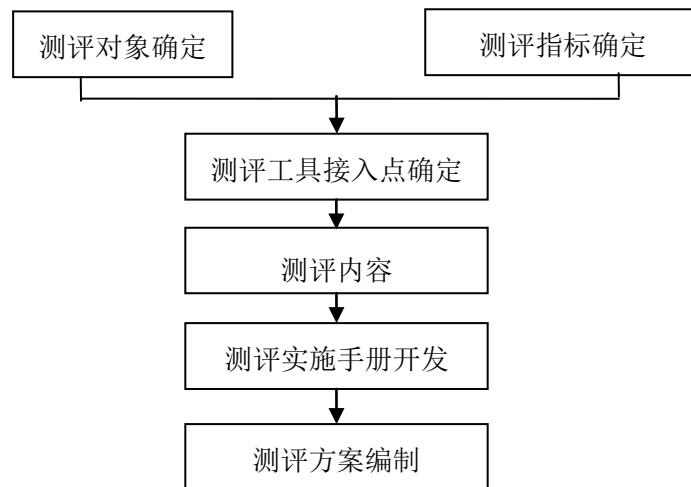 测评对象确定
测评指标确定
测评工具接入点确定
测评内容
测评实施手册开发
测评方案编制